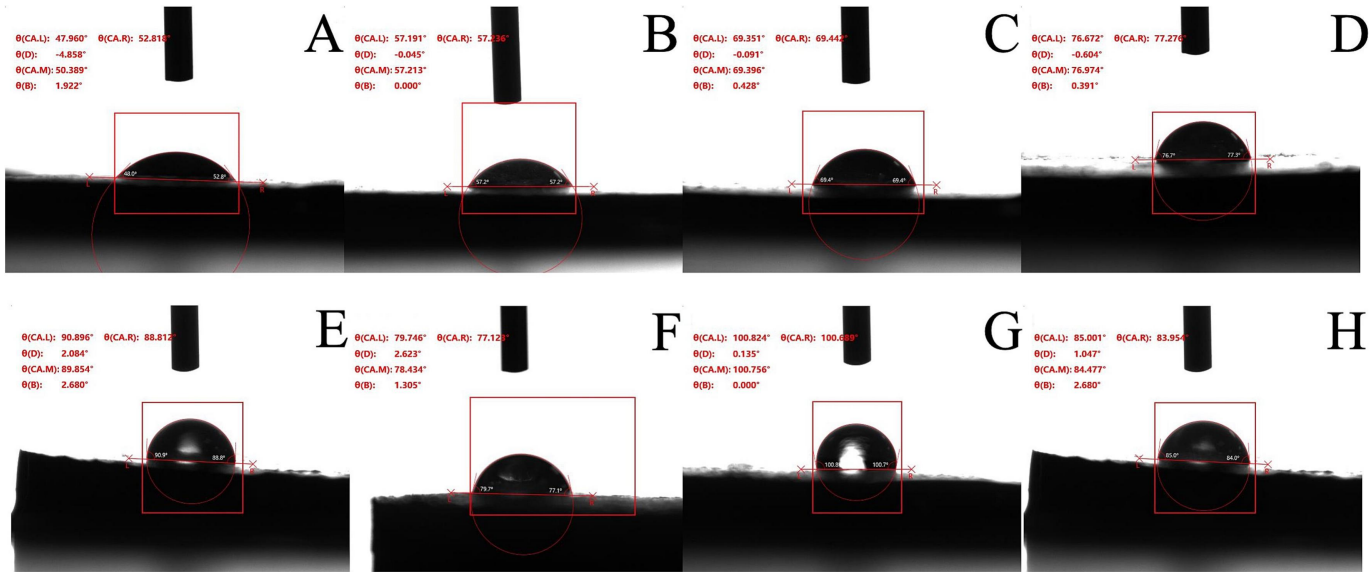 θ(CA.L): 47.960° θ(CA.R): 52.818° A
θ(D): -4.858°
θ(CA.M): 50.389°
θ(B): 1.922°
48.0° 52.8°
L R
θ(CA.L): 57.191° θ(CA.R): 57.236° B
θ(D): -0.045°
θ(CA.M): 57.213°
θ(B): 0.000°
57.2° 57.2°
L R
θ(CA.L): 69.351° θ(CA.R): 69.442° C
θ(D): -0.091°
θ(CA.M): 69.396°
θ(B): 0.428°
69.4° 69.4°
L R
θ(CA.L): 76.672° θ(CA.R): 77.276° D
θ(D): -0.604°
θ(CA.M): 76.974°
θ(B): 0.391°
76.7° 77.3°
L R
θ(CA.L): 90.896° θ(CA.R): 88.812° E
θ(D): 2.084°
θ(CA.M): 89.854°
θ(B): 2.680°
90.9° 88.8°
L R
θ(CA.L): 79.746° θ(CA.R): 77.123° F
θ(D): 2.623°
θ(CA.M): 78.434°
θ(B): 1.305°
79.7° 77.1°
θ(CA.L): 100.824° θ(CA.R): 100.689° G
θ(D): 0.135°
θ(CA.M): 100.756°
θ(B): 0.000°
100.8 100.7°
L R
θ(CA.L): 85.001° θ(CA.R): 83.954° H
θ(D): 1.047°
θ(CA.M): 84.477°
θ(B): 2.680°
85.0° 84.0°
L R